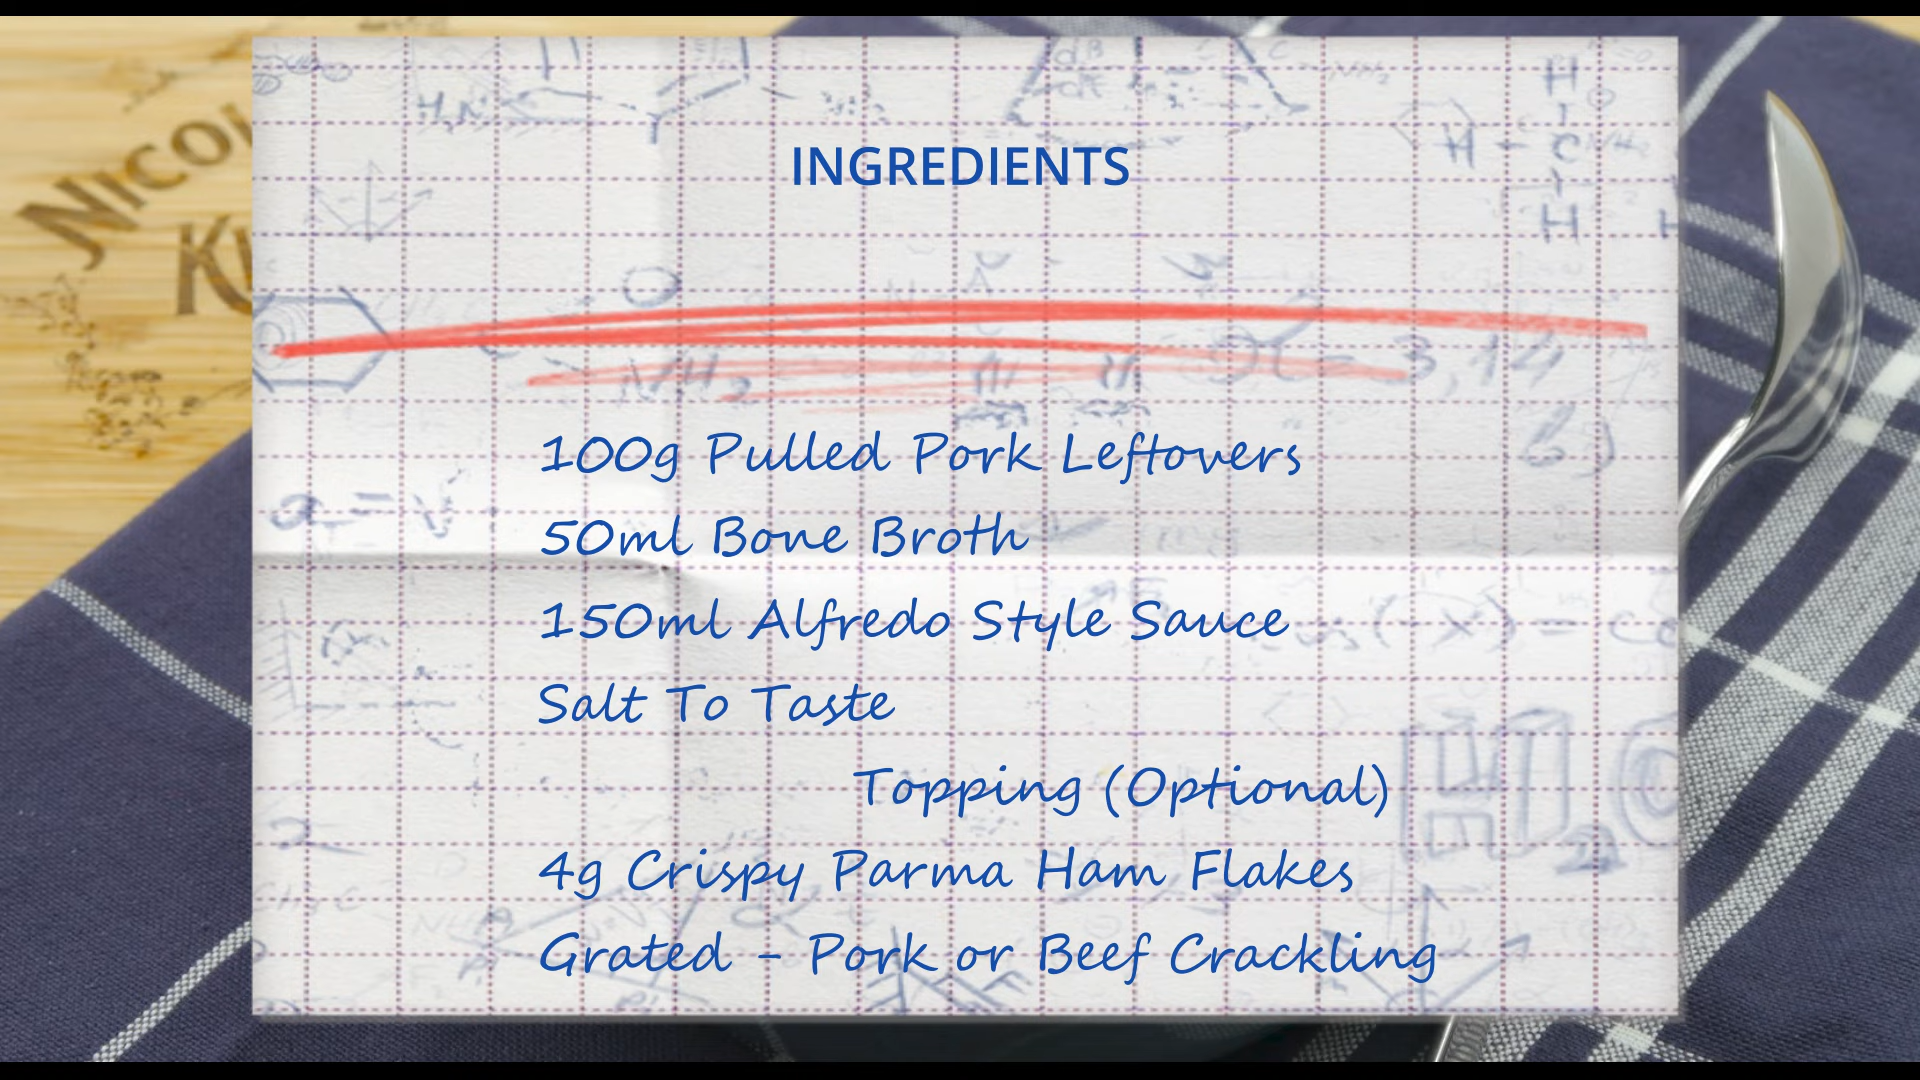 INGREDIENTS
100g Pulled Pork Leftovers
50ml Bone Broth
150ml Alfredo Style Sauce
Salt To Taste
Topping (Optional)
4g Crispy Parma Ham Flakes
Grated - Pork or Beef Crackling